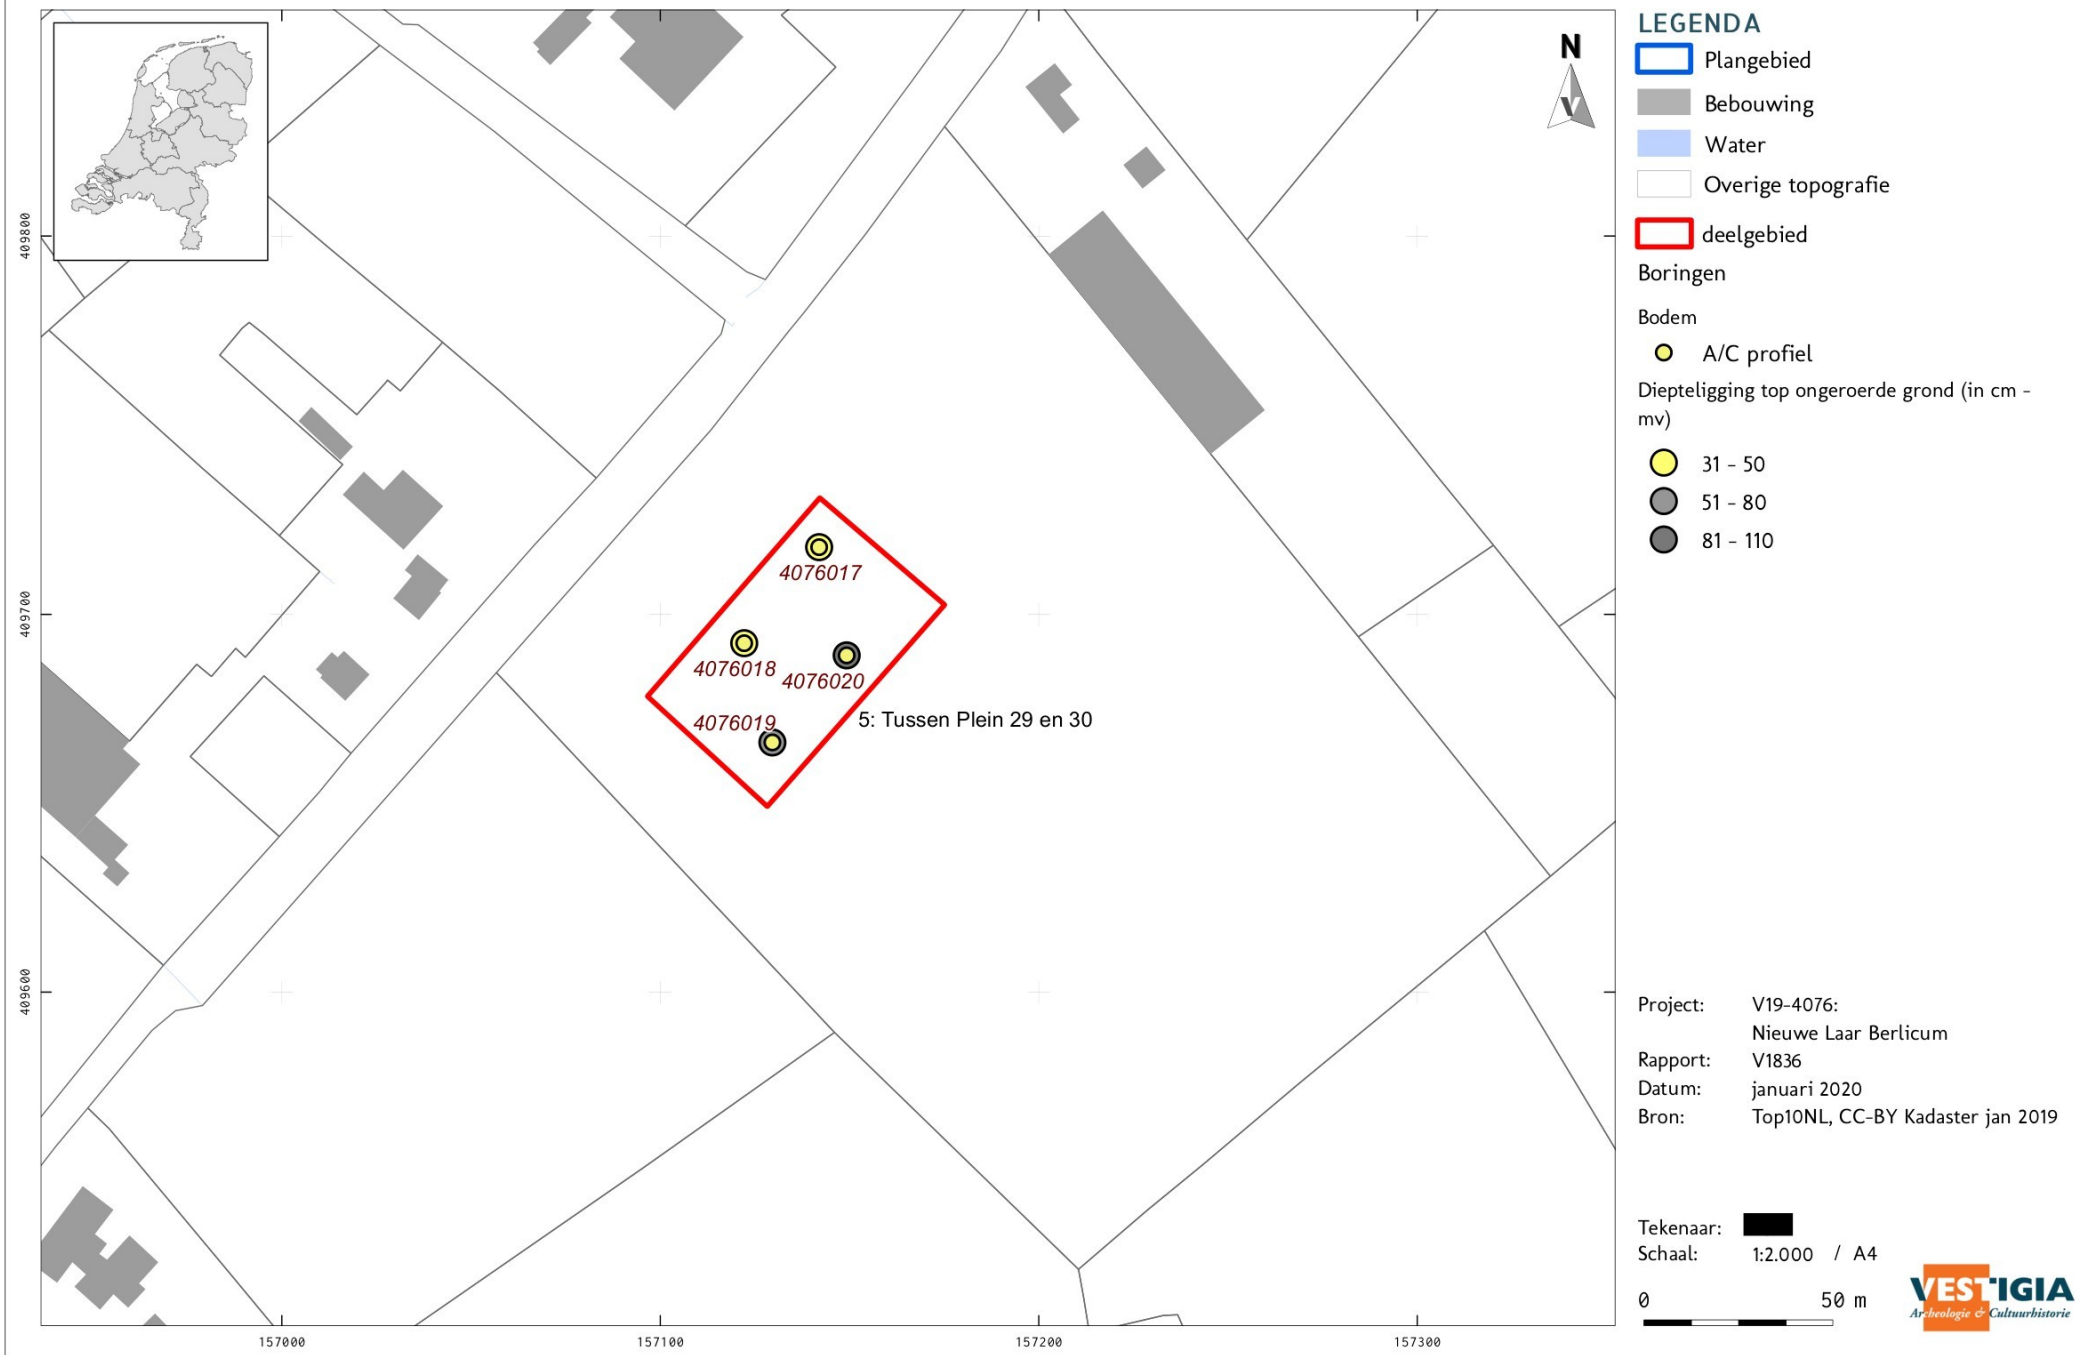 N
409800
409700
409600
157000
157100
157200
157300
4076017
4076018
4076020
4076019
5: Tussen Plein 29 en 30
LEGENDA
Plangebied
Bebouwing
Water
Overige topografie
deelgebied
Boringen
Bodem
A/C profiel
Diepteligging top ongeroerde grond (in cm -
mv)
31 - 50
51 - 80
81 - 110
Project: V19-4076:
Nieuwe Laar Berlicum
Rapport: V1836
Datum: januari 2020
Bron: Top10NL, CC-BY Kadaster jan 2019
Tekenaar:
Schaal: 1:2.000 / A4
0 50 m
VESTIGIA
Archeologie & Cultuurhistorie